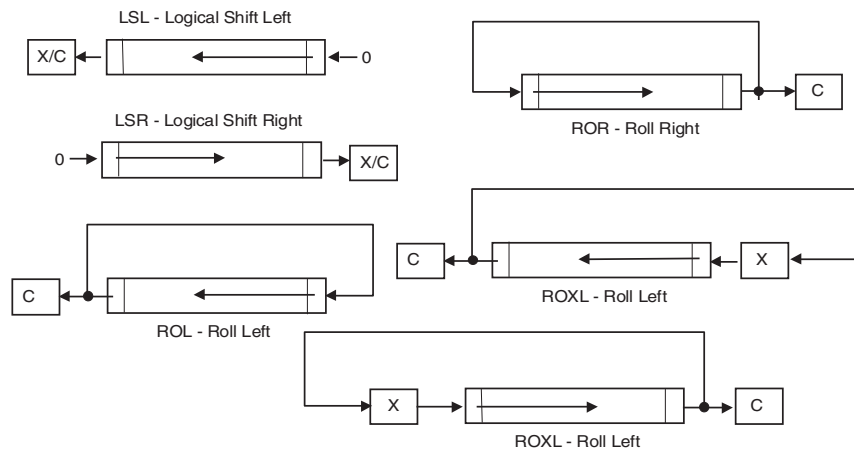 LSL - Logical Shift Left
X/C
0
LSR - Logical Shift Right
0
X/C
C
ROR - Roll Right
C
ROL - Roll Left
C
X
ROXL - Roll Left
X
C
ROXL - Roll Left